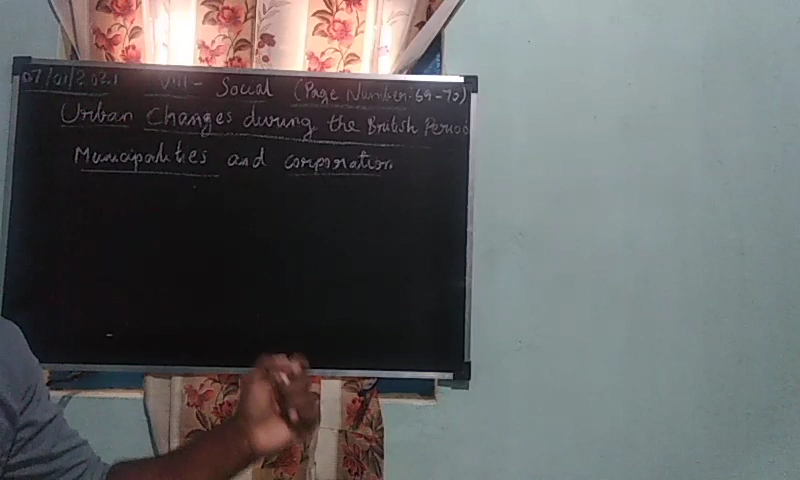 07/01/2021 VIII - Social (Page Number: 69-70)
Urban Changes during the British Period
Municipalities and corporation